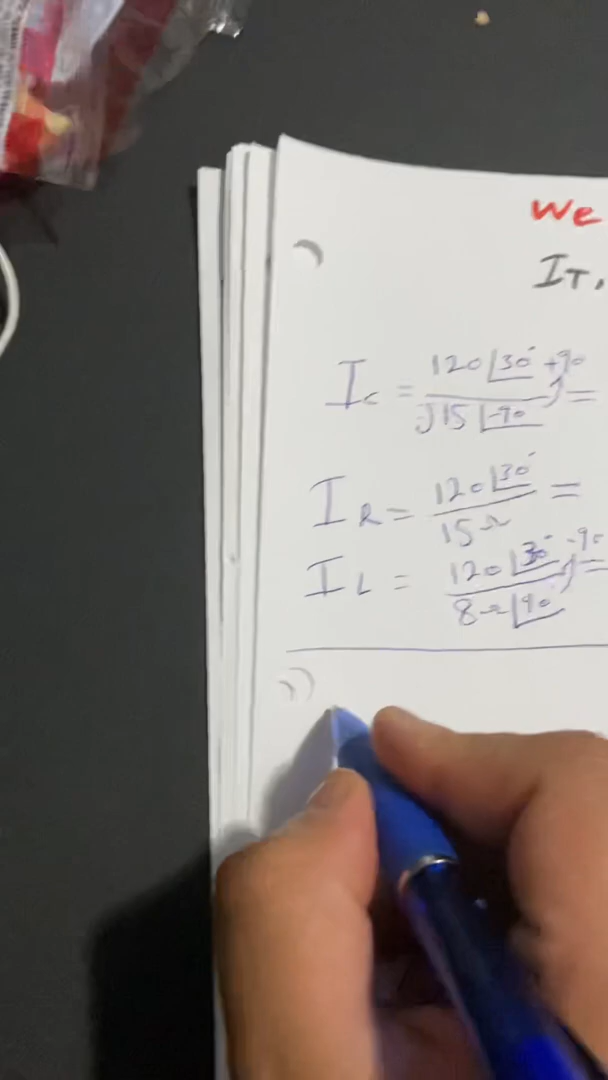 We
IT,
Ic = 120∠30° +90 / J15∠-90 =
IR = 120∠30° / 15Ω =
IL = 120∠30° -90 / 8Ω∠90° =